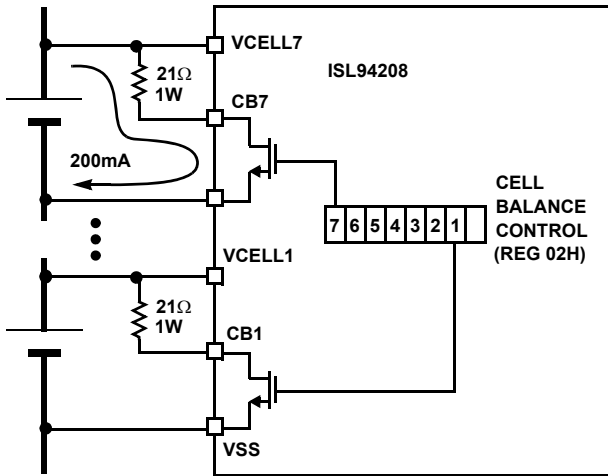 VCELL7
ISL94208
21Ω
1W
CB7
200mA
7 6 5 4 3 2 1
CELL
BALANCE
CONTROL
(REG 02H)
VCELL1
21Ω
1W
CB1
VSS